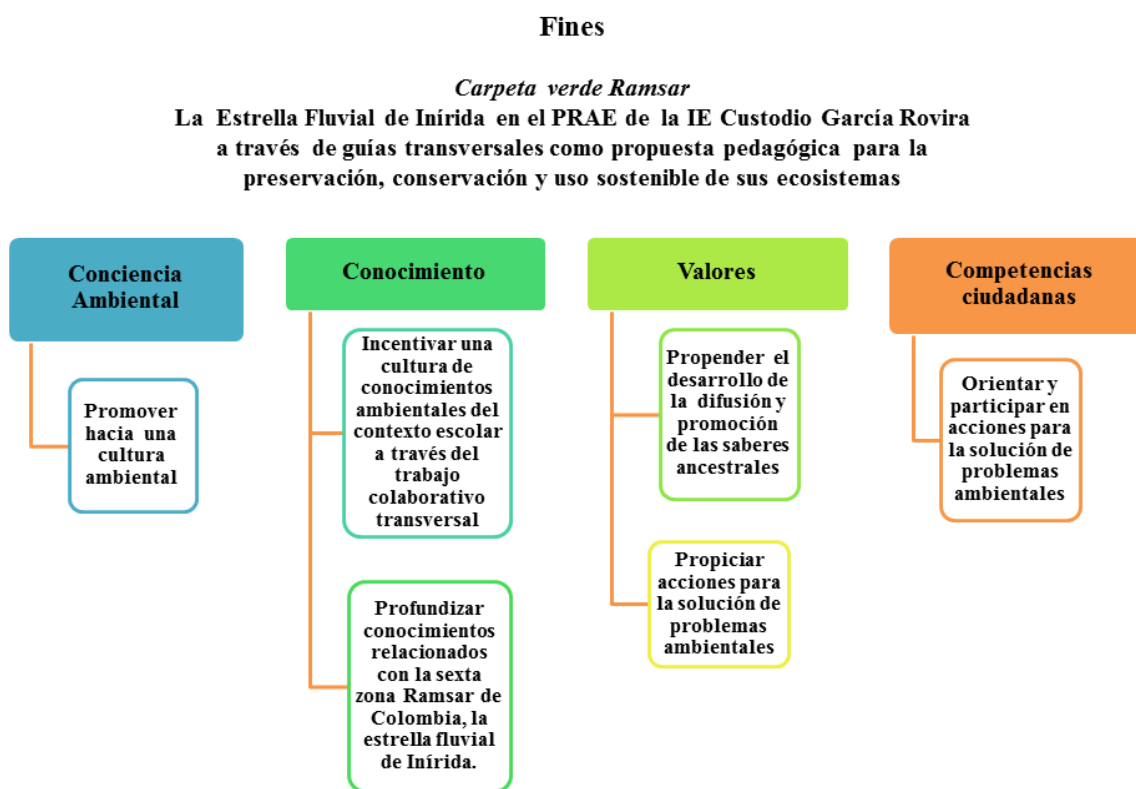 Fines
Carpeta verde Ramsar
La Estrella Fluvial de Inírida en el PRAE de la IE Custodio García Rovira
a través de guías transversales como propuesta pedagógica para la
preservación, conservación y uso sostenible de sus ecosistemas
Conciencia
Ambiental
Promover
hacia una
cultura
ambiental
Conocimiento
Incentivar una
cultura de
conocimientos
ambientales del
contexto escolar
a través del
trabajo
colaborativo
transversal
Profundizar
conocimientos
relacionados
con la sexta
zona Ramsar de
Colombia, la
estrella fluvial
de Inírida.
Valores
Propender el
desarrollo de
la difusión y
promoción
de las saberes
ancestrales
Propiciar
acciones para
la solución de
problemas
ambientales
Competencias
ciudadanas
Orientar y
participar en
acciones para
la solución de
problemas
ambientales